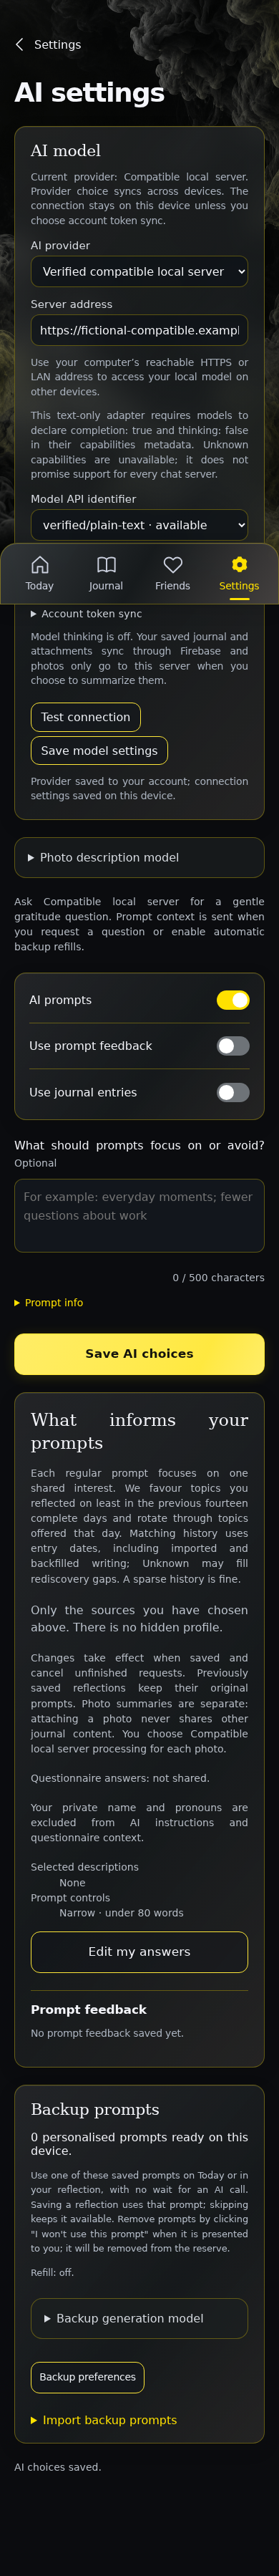 Settings
AI settings
AI model
Current provider: Compatible local server.
Provider choice syncs across devices. The
connection stays on this device unless you
choose account token sync.
AI provider
Verified compatible local server
Server address
https://fictional-compatible.exampl
Use your computer's reachable HTTPS or
LAN address to access your local model on
other devices.
This text-only adapter requires models to
declare completion: true and thinking: false
in their capabilities metadata. Unknown
capabilities are unavailable; it does not
promise support for every chat server.
Model API identifier
verified/plain-text · available
Today
Journal
Friends
Settings
Account token sync
Model thinking is off. Your saved journal and
attachments sync through Firebase and
photos only go to this server when you
choose to summarize them.
Test connection
Save model settings
Provider saved to your account; connection
settings saved on this device.
Photo description model
Ask Compatible local server for a gentle
gratitude question. Prompt context is sent when
you request a question or enable automatic
backup refills.
AI prompts
Use prompt feedback
Use journal entries
What should prompts focus on or avoid?
Optional
For example: everyday moments; fewer
questions about work
0 / 500 characters
Prompt info
Save AI choices
What informs your
prompts
Each regular prompt focuses on one
shared interest. We favour topics you
reflected on least in the previous fourteen
complete days and rotate through topics
offered that day. Matching history uses
entry dates, including imported and
backfilled writing; Unknown may fill
rediscovery gaps. A sparse history is fine.
Only the sources you have chosen
above. There is no hidden profile.
Changes take effect when saved and
cancel unfinished requests. Previously
saved reflections keep their original
prompts. Photo summaries are separate:
attaching a photo never shares other
journal content. You choose Compatible
local server processing for each photo.
Questionnaire answers: not shared.
Your private name and pronouns are
excluded from AI instructions and
questionnaire context.
Selected descriptions
None
Prompt controls
Narrow · under 80 words
Edit my answers
Prompt feedback
No prompt feedback saved yet.
Backup prompts
0 personalised prompts ready on this
device.
Use one of these saved prompts on Today or in
your reflection, with no wait for an AI call.
Saving a reflection uses that prompt; skipping
keeps it available. Remove prompts by clicking
"I won't use this prompt" when it is presented
to you; it will be removed from the reserve.
Refill: off.
Backup generation model
Backup preferences
Import backup prompts
AI choices saved.